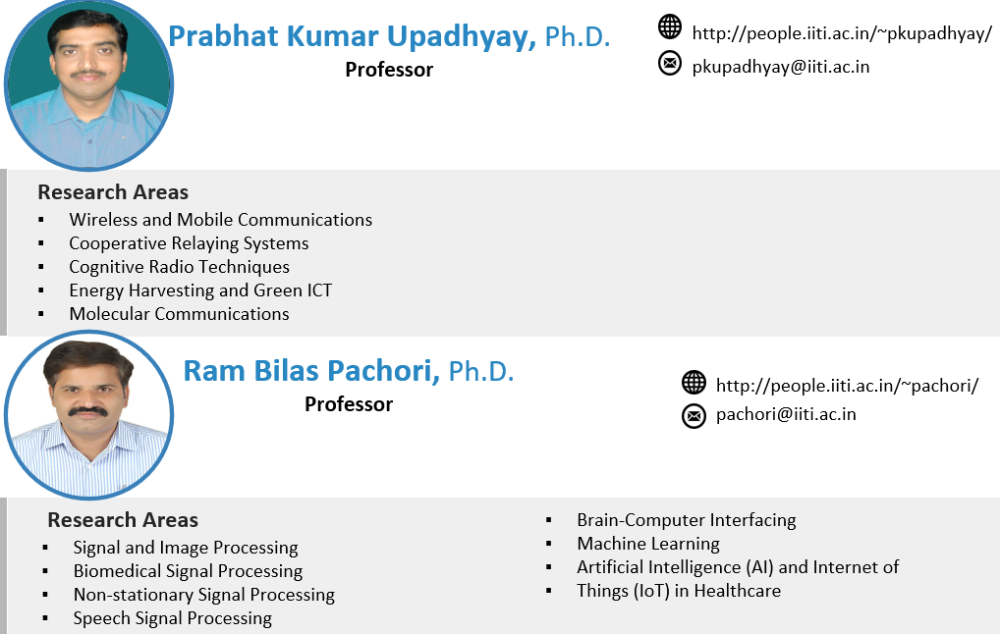 Prabhat Kumar Upadhyay, Ph.D.
Professor
http://people.iiti.ac.in/~pkupadhyay/
pkupadhyay@iiti.ac.in
Research Areas
▪ Wireless and Mobile Communications
▪ Cooperative Relaying Systems
▪ Cognitive Radio Techniques
▪ Energy Harvesting and Green ICT
▪ Molecular Communications
Ram Bilas Pachori, Ph.D.
Professor
http://people.iiti.ac.in/~pachori/
pachori@iiti.ac.in
Research Areas
▪ Signal and Image Processing
▪ Biomedical Signal Processing
▪ Non-stationary Signal Processing
▪ Speech Signal Processing
▪ Brain-Computer Interfacing
▪ Machine Learning
▪ Artificial Intelligence (AI) and Internet of
▪ Things (IoT) in Healthcare